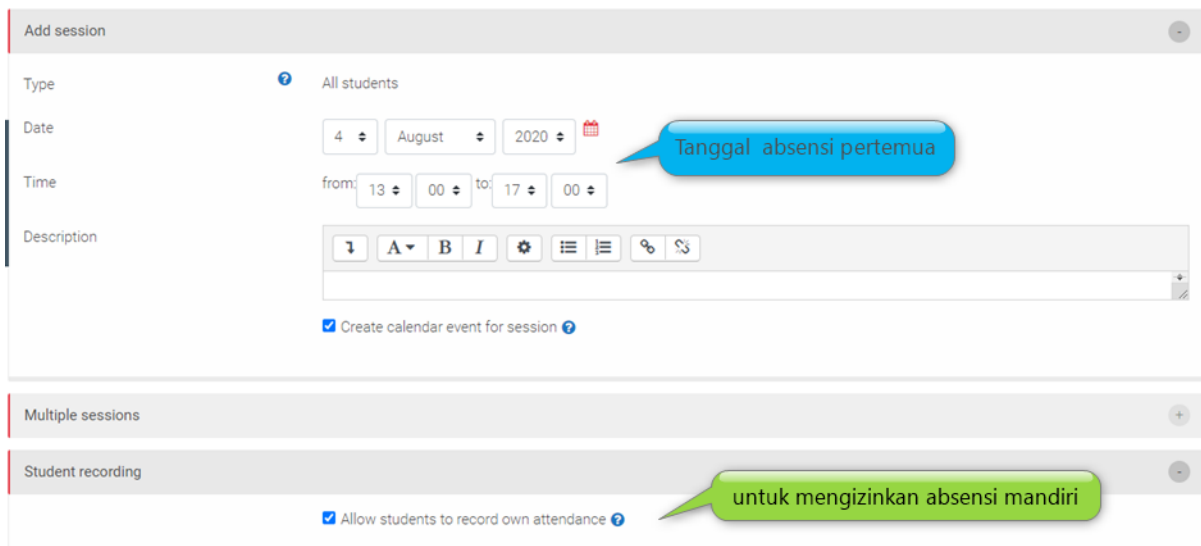 Add session
Type
All students
Date
4 August 2020
Tanggal absensi pertemua
Time
from: 13 00 to: 17 00
Description
A B I
Create calendar event for session
Multiple sessions
Student recording
untuk mengizinkan absensi mandiri
Allow students to record own attendance